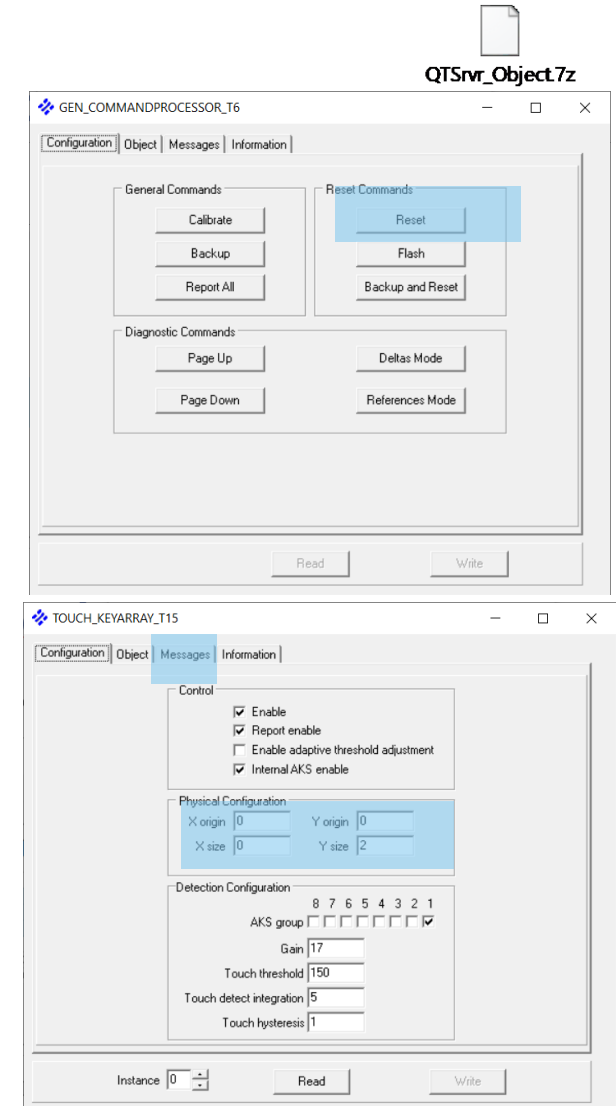 QTSrvr_Object.7z
GEN_COMMANDPROCESSOR_T6
Configuration Object Messages Information
General Commands Reset Commands
Calibrate Reset
Backup Flash
Report All Backup and Reset
Diagnostic Commands
Page Up Deltas Mode
Page Down References Mode
Read Write
TOUCH_KEYARRAY_T15
Configuration Object Messages Information
Control
Enable
Report enable
Enable adaptive threshold adjustment
Internal AKS enable
Physical Configuration
X origin 0 Y origin 0
X size 0 Y size 2
Detection Configuration
8 7 6 5 4 3 2 1
AKS group
Gain 17
Touch threshold 150
Touch detect integration 5
Touch hysteresis 1
Instance 0 Read Write